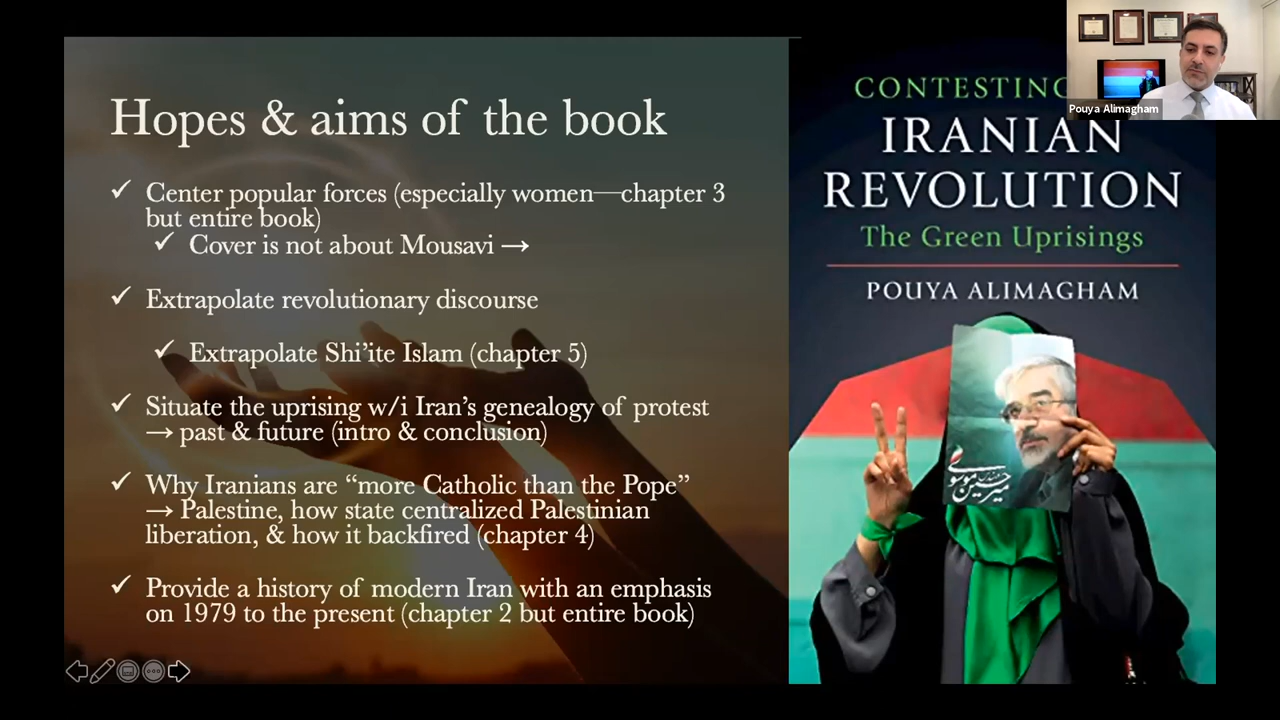 Hopes & aims of the book
✓ Center popular forces (especially women—chapter 3
but entire book)
✓ Cover is not about Mousavi →
✓ Extrapolate revolutionary discourse
✓ Extrapolate Shi’ite Islam (chapter 5)
✓ Situate the uprising w/i Iran’s genealogy of protest
→ past & future (intro & conclusion)
✓ Why Iranians are “more Catholic than the Pope”
→ Palestine, how state centralized Palestinian
liberation, & how it backfired (chapter 4)
✓ Provide a history of modern Iran with an emphasis
on 1979 to the present (chapter 2 but entire book)
CONTESTING
IRANIAN
REVOLUTION
The Green Uprisings
POUYA ALIMAGHAM
میرحسین موسوی
Pouya Alimagham